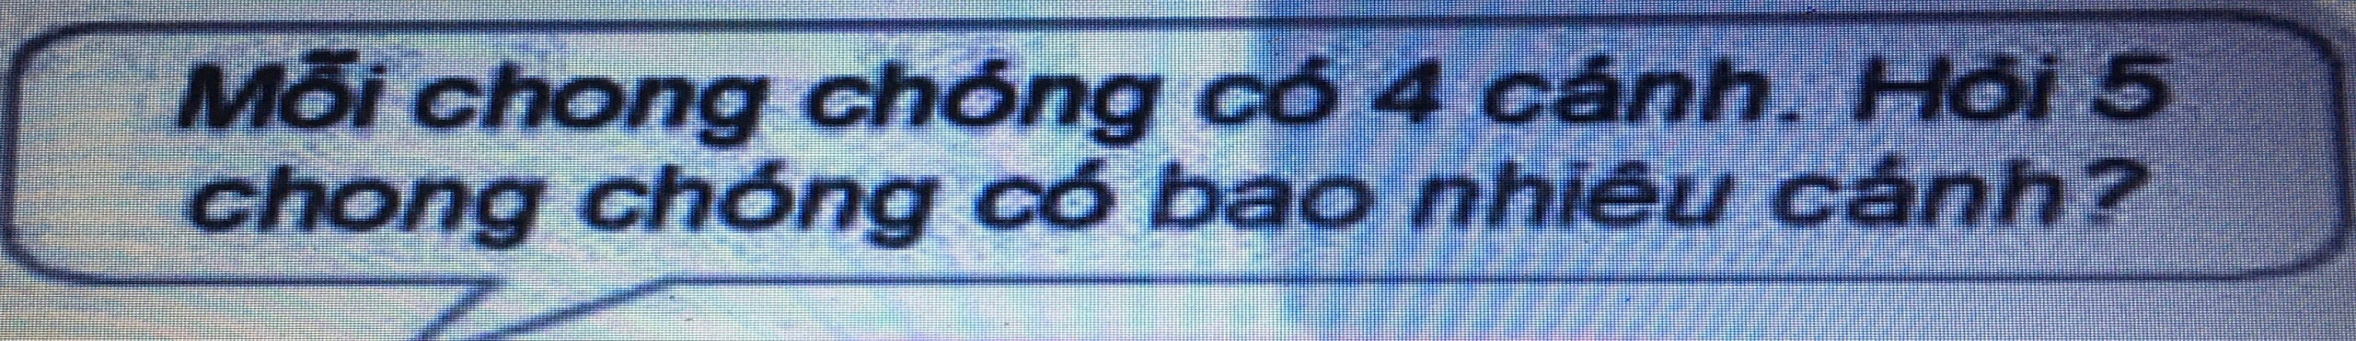 Mỗi chong chóng có 4 cánh. Hỏi 5
chong chóng có bao nhiêu cánh?